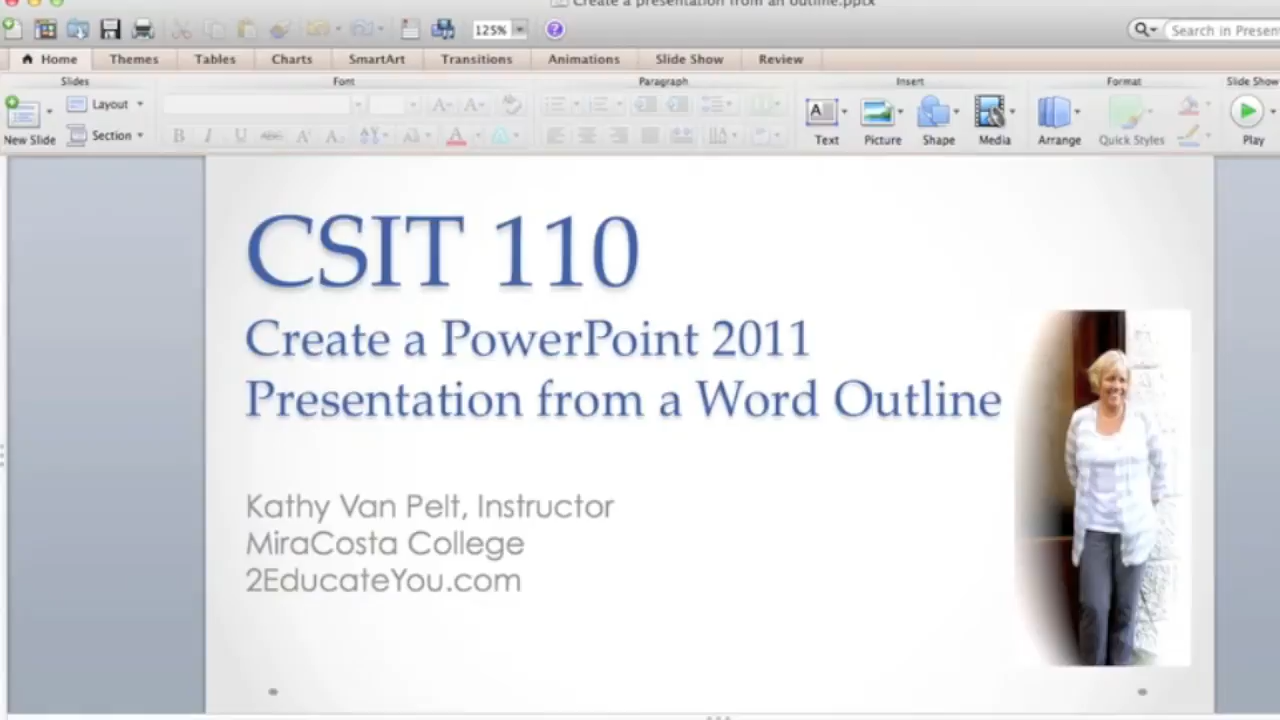 Create a presentation from an outline.pptx
125%
Search in Presen
Home Themes Tables Charts SmartArt Transitions Animations Slide Show Review
Slides Font Paragraph Insert Format Slide Show
New Slide Layout Section Text Picture Shape Media Arrange Quick Styles Play
CSIT 110
Create a PowerPoint 2011
Presentation from a Word Outline
Kathy Van Pelt, Instructor
MiraCosta College
2EducateYou.com